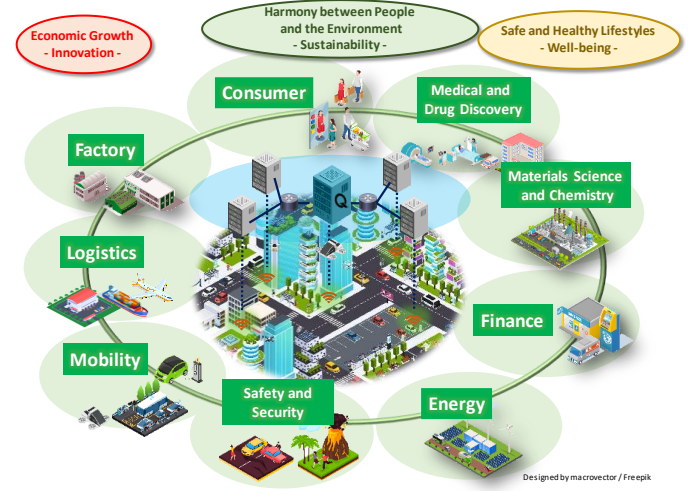 Harmony between People
and the Environment
- Sustainability -
Economic Growth
- Innovation -
Safe and Healthy Lifestyles
- Well-being -
Consumer
Medical and
Drug Discovery
Factory
Materials Science
and Chemistry
Q
Logistics
Finance
Mobility
Safety and
Security
Energy
Designed by macrovector / Freepik